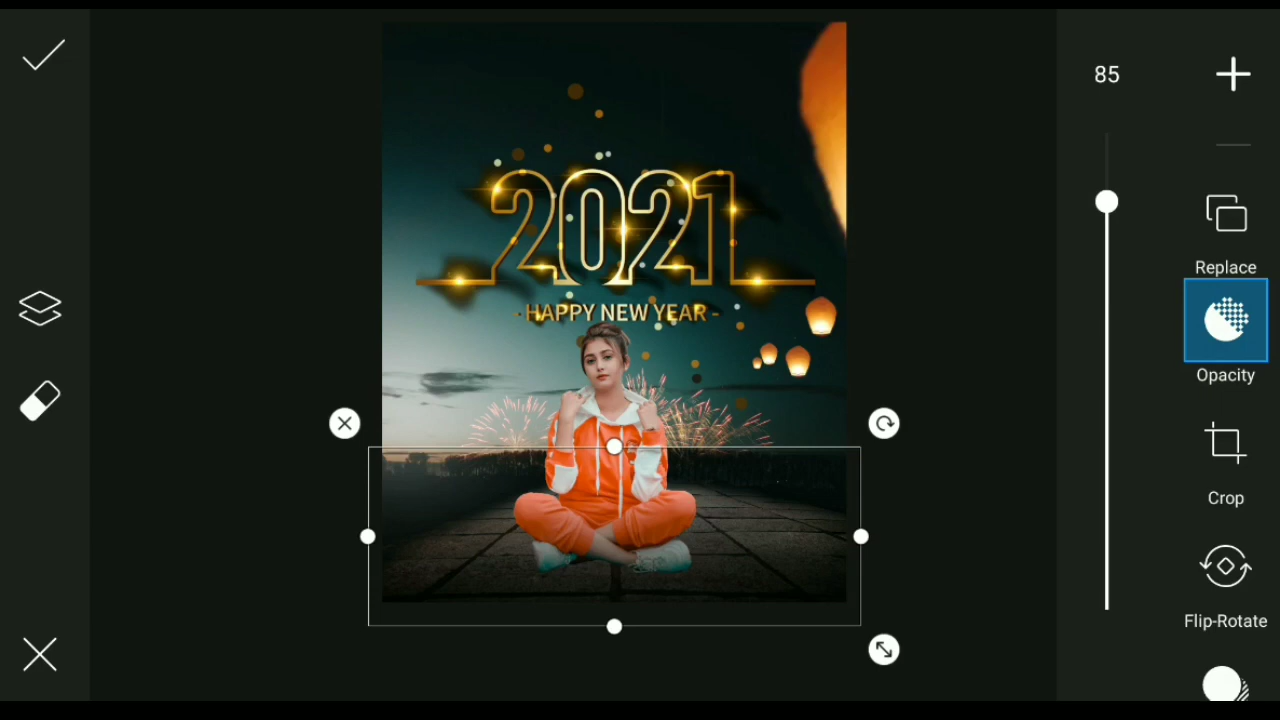 85
2021
- HAPPY NEW YEAR -
Replace
Opacity
Crop
Flip-Rotate